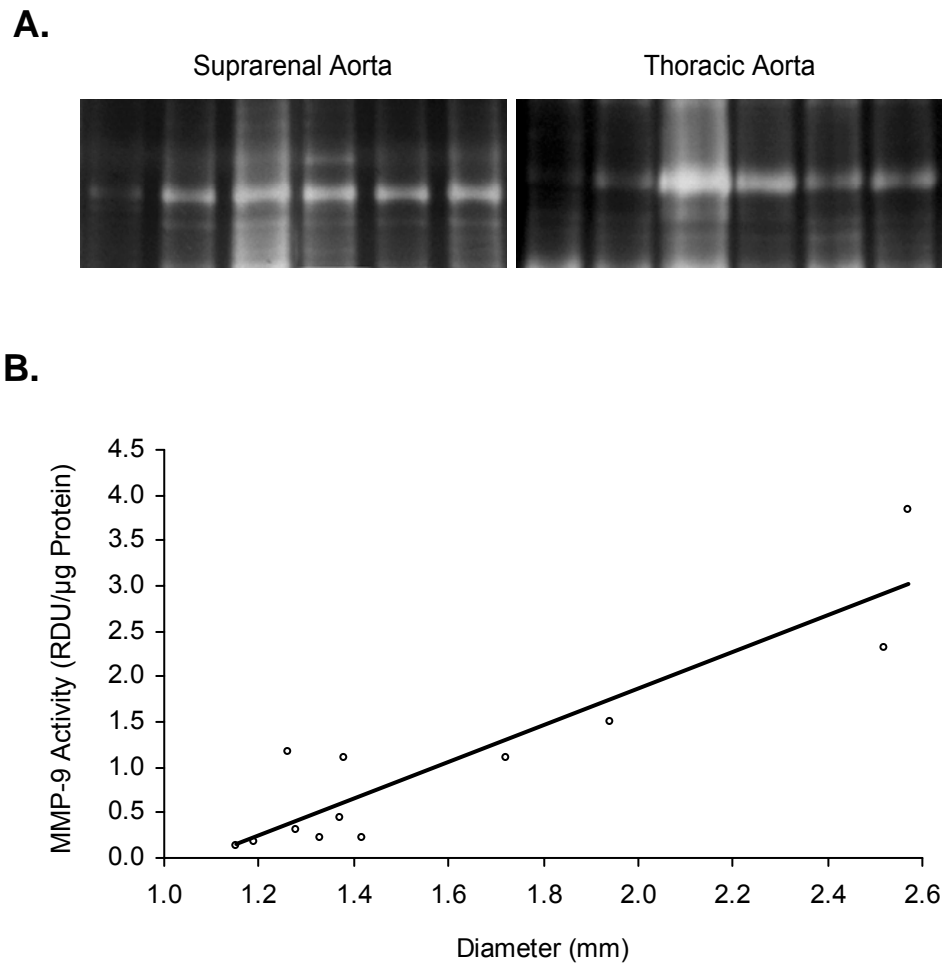 A.
Suprarenal Aorta
Thoracic Aorta
B.
MMP-9 Activity (RDU/µg Protein)
4.5
4.0
3.5
3.0
2.5
2.0
1.5
1.0
0.5
0.0
1.0 1.2 1.4 1.6 1.8 2.0 2.2 2.4 2.6
Diameter (mm)